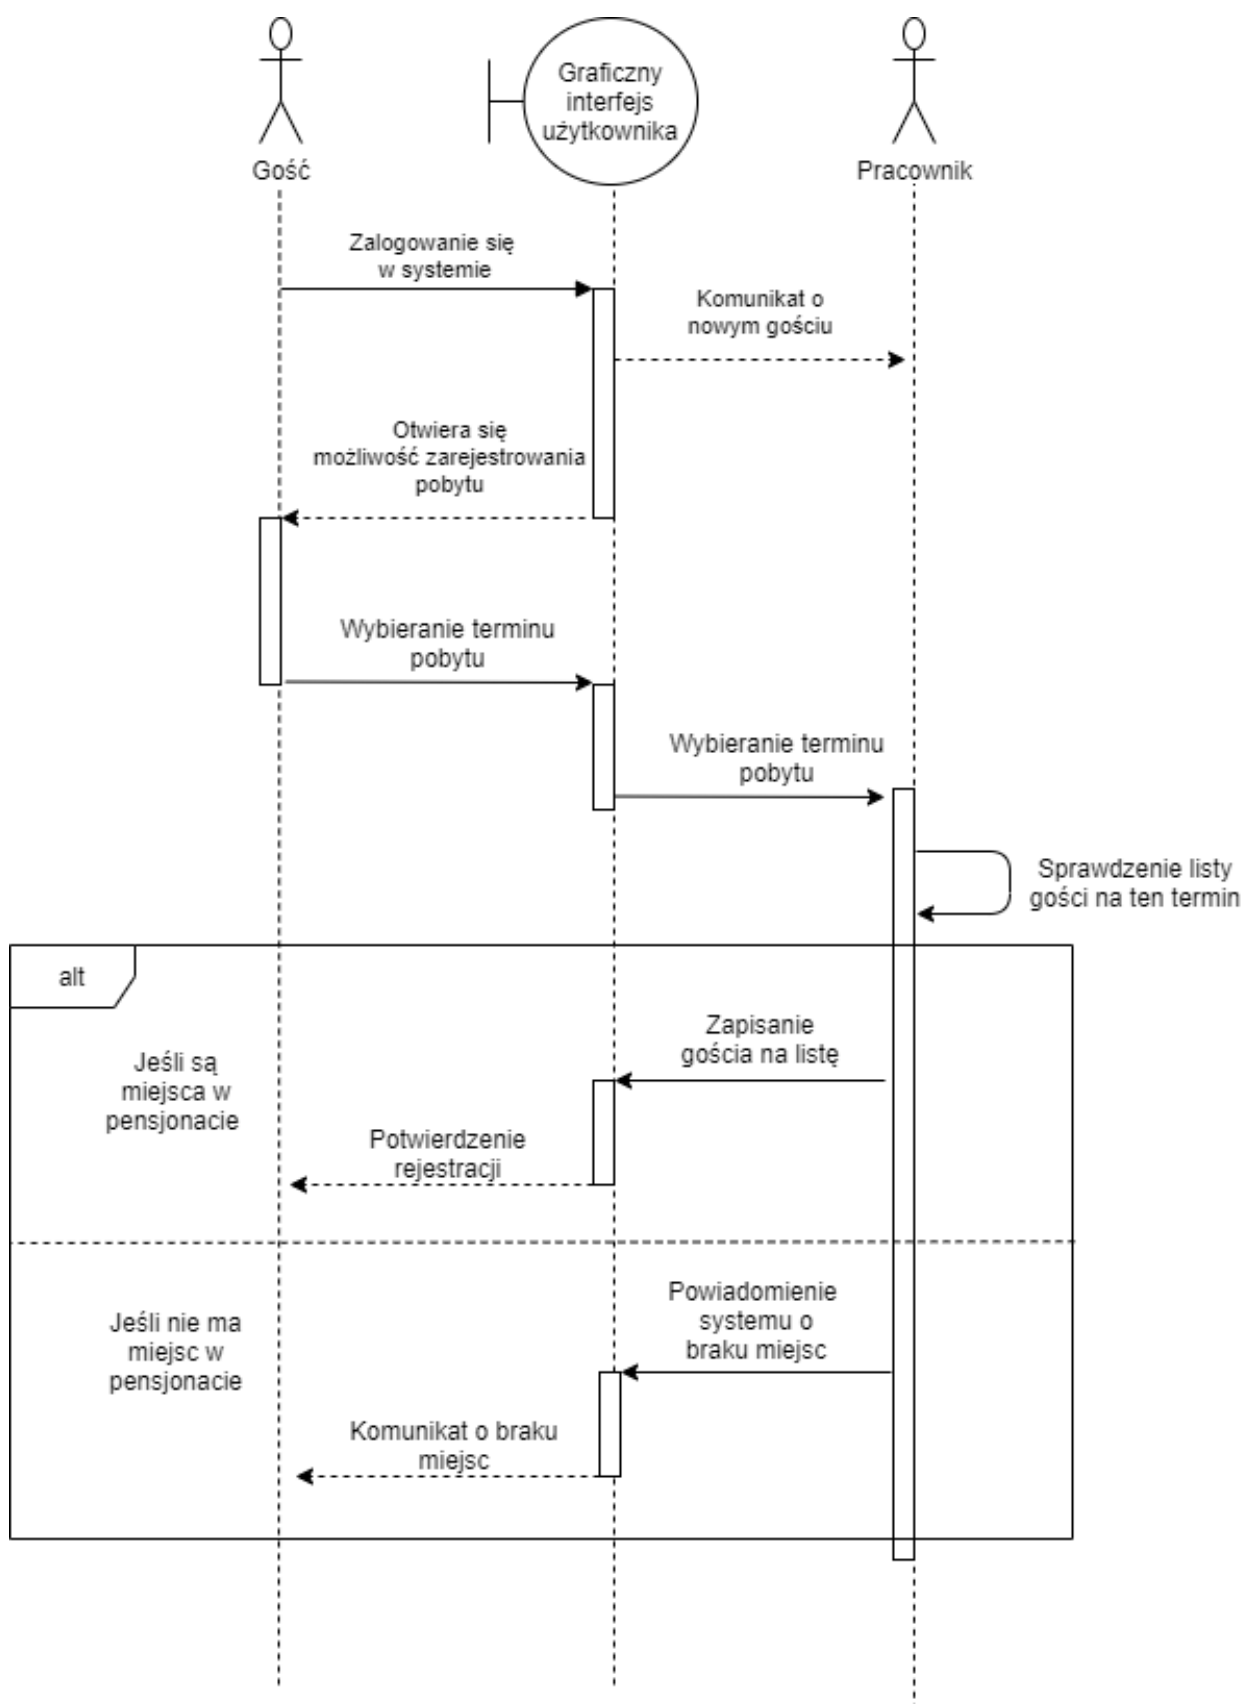 Graficzny
interfejs
użytkownika
Gość
Pracownik
Zalogowanie się
w systemie
Komunikat o
nowym gościu
Otwiera się
możliwość zarejestrowania
pobytu
Wybieranie terminu
pobytu
Wybieranie terminu
pobytu
Sprawdzenie listy
gości na ten termin
alt
Zapisanie
gościa na listę
Jeśli są
miejsca w
pensjonacie
Potwierdzenie
rejestracji
Powiadomienie
systemu o
braku miejsc
Jeśli nie ma
miejsc w
pensjonacie
Komunikat o braku
miejsc